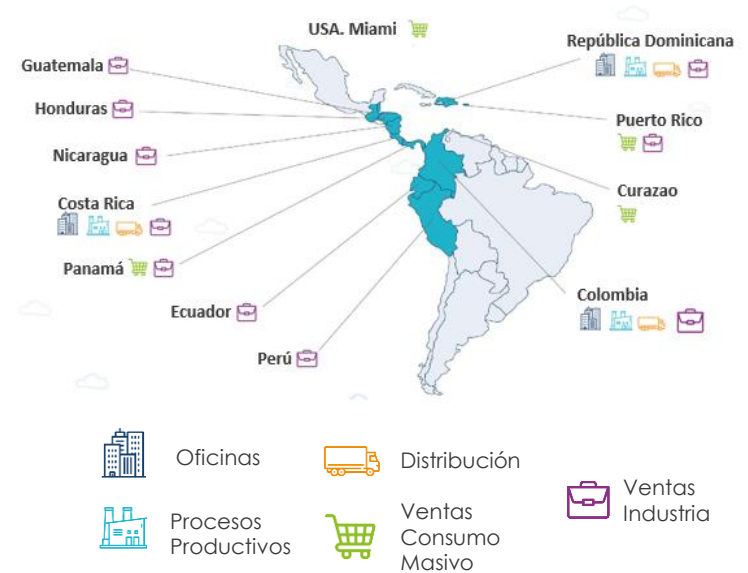 USA. Miami
República Dominicana
Guatemala
Honduras
Puerto Rico
Nicaragua
Curazao
Costa Rica
Panamá
Colombia
Ecuador
Perú
Oficinas
Distribución
Ventas
Industria
Procesos
Productivos
Ventas
Consumo
Masivo